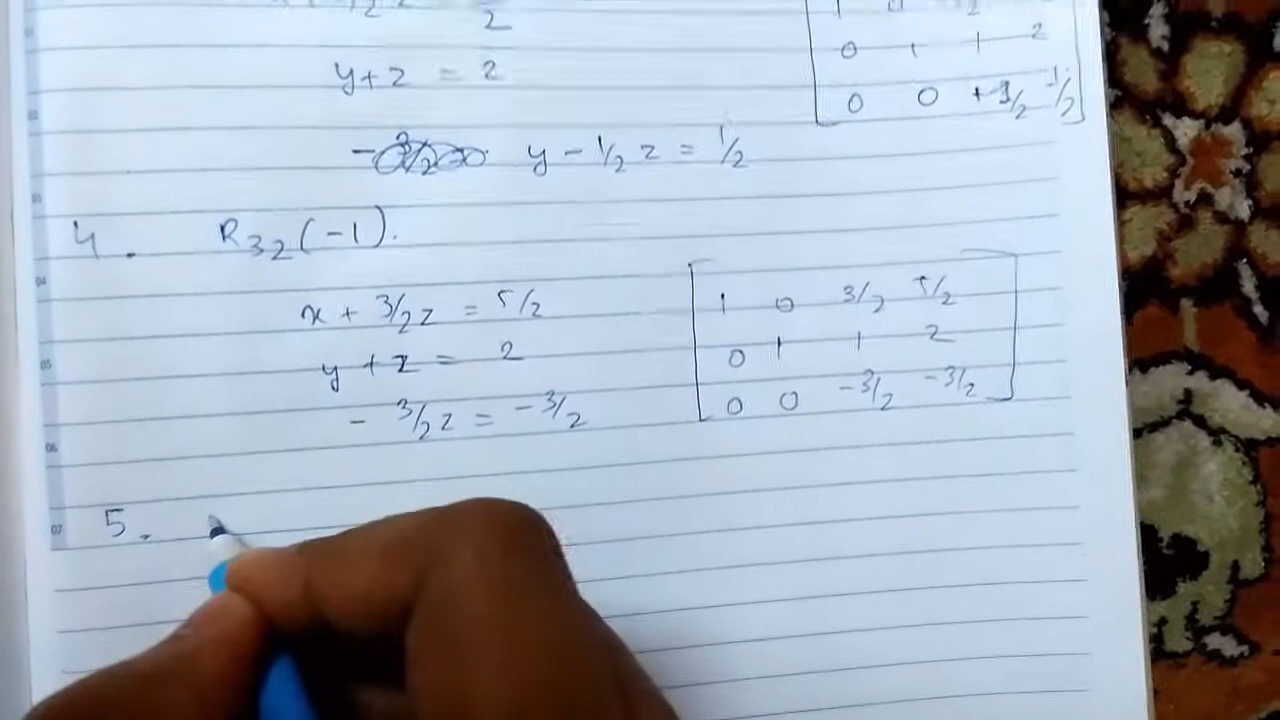 2
y + z = 2
0 1 1 2
0 0 + 3/2 -1/2
y - 1/2 z = 1/2
4. R32 (-1).
x + 3/2 z = 5/2
1 0 3/2 5/2
y + z = 2
0 1 1 2
- 3/2 z = -3/2
0 0 -3/2 -3/2
5.